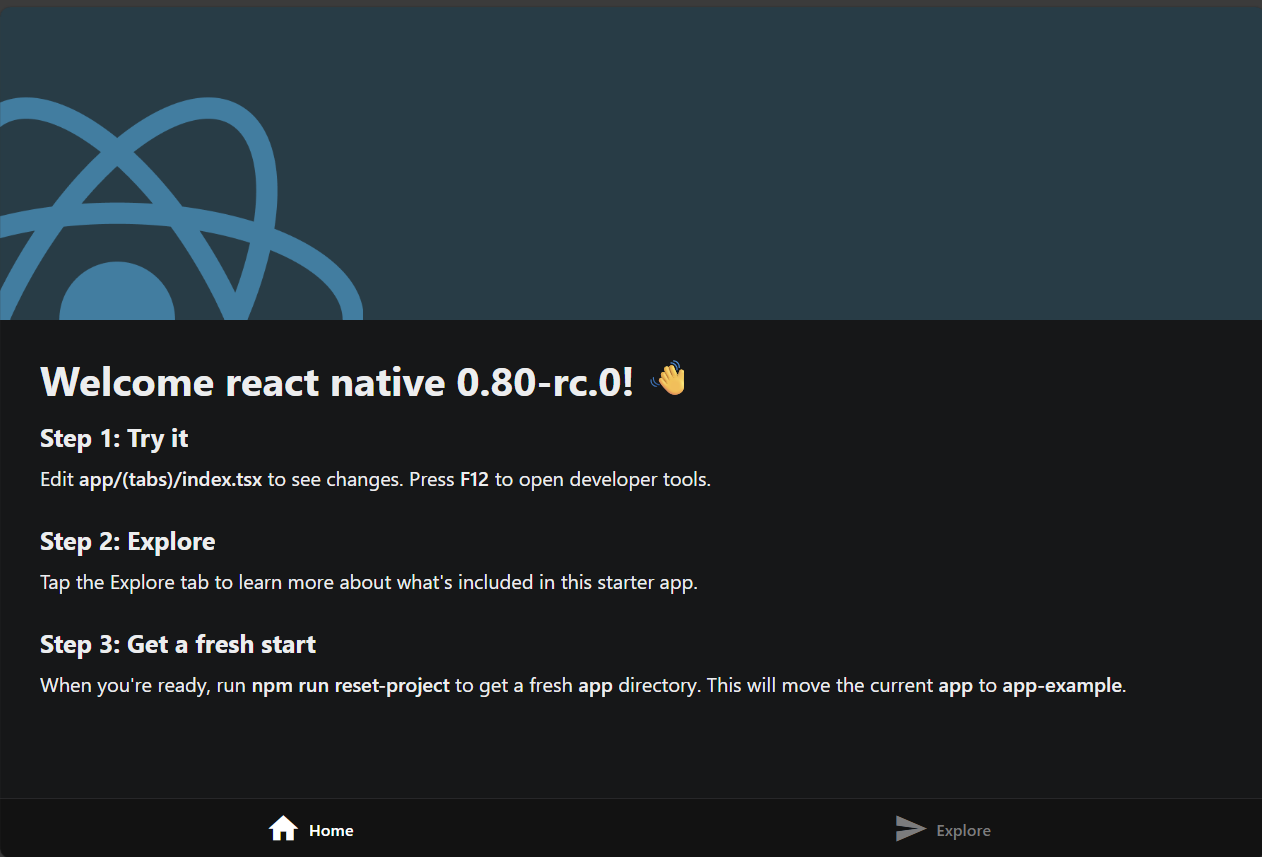 Welcome react native 0.80-rc.0! 👋
Step 1: Try it
Edit app/(tabs)/index.tsx to see changes. Press F12 to open developer tools.
Step 2: Explore
Tap the Explore tab to learn more about what's included in this starter app.
Step 3: Get a fresh start
When you're ready, run npm run reset-project to get a fresh app directory. This will move the current app to app-example.
Home
Explore